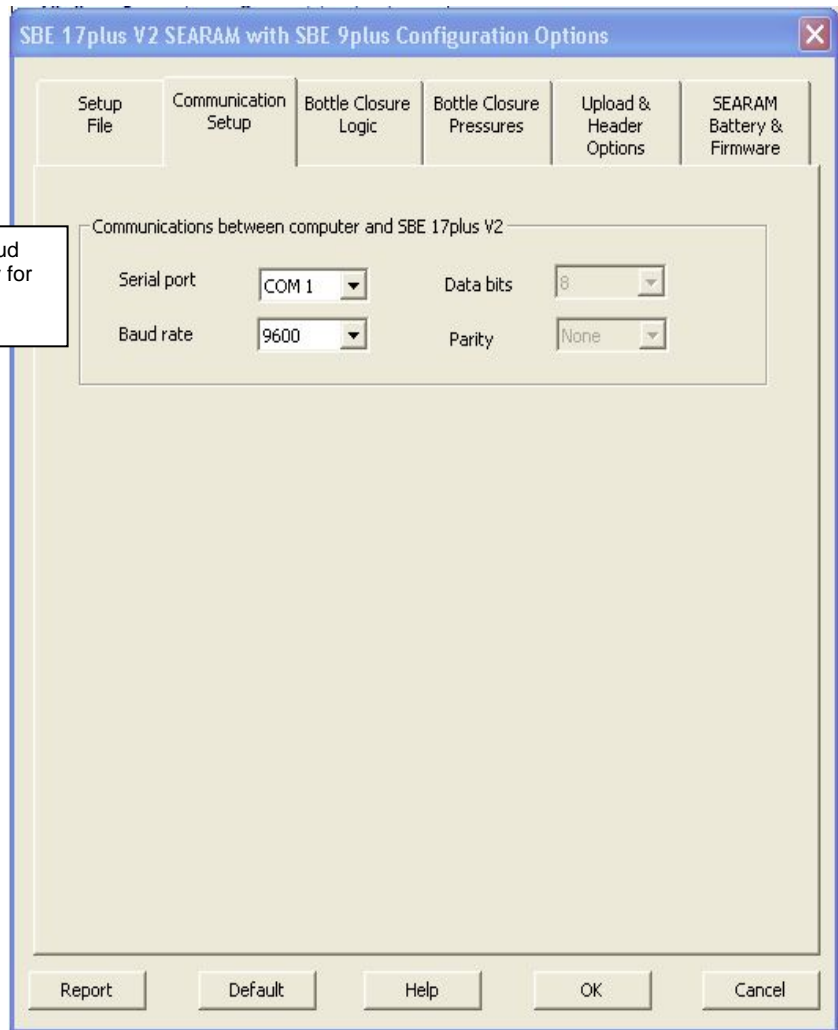 SBE 17plus V2 SEARAM with SBE 9plus Configuration Options
Setup File
Communication Setup
Bottle Closure Logic
Bottle Closure Pressures
Upload & Header Options
SEARAM Battery & Firmware
Communications between computer and SBE 17plus V2
ud
for
Serial port
COM 1
Data bits
8
Baud rate
9600
Parity
None
Report
Default
Help
OK
Cancel